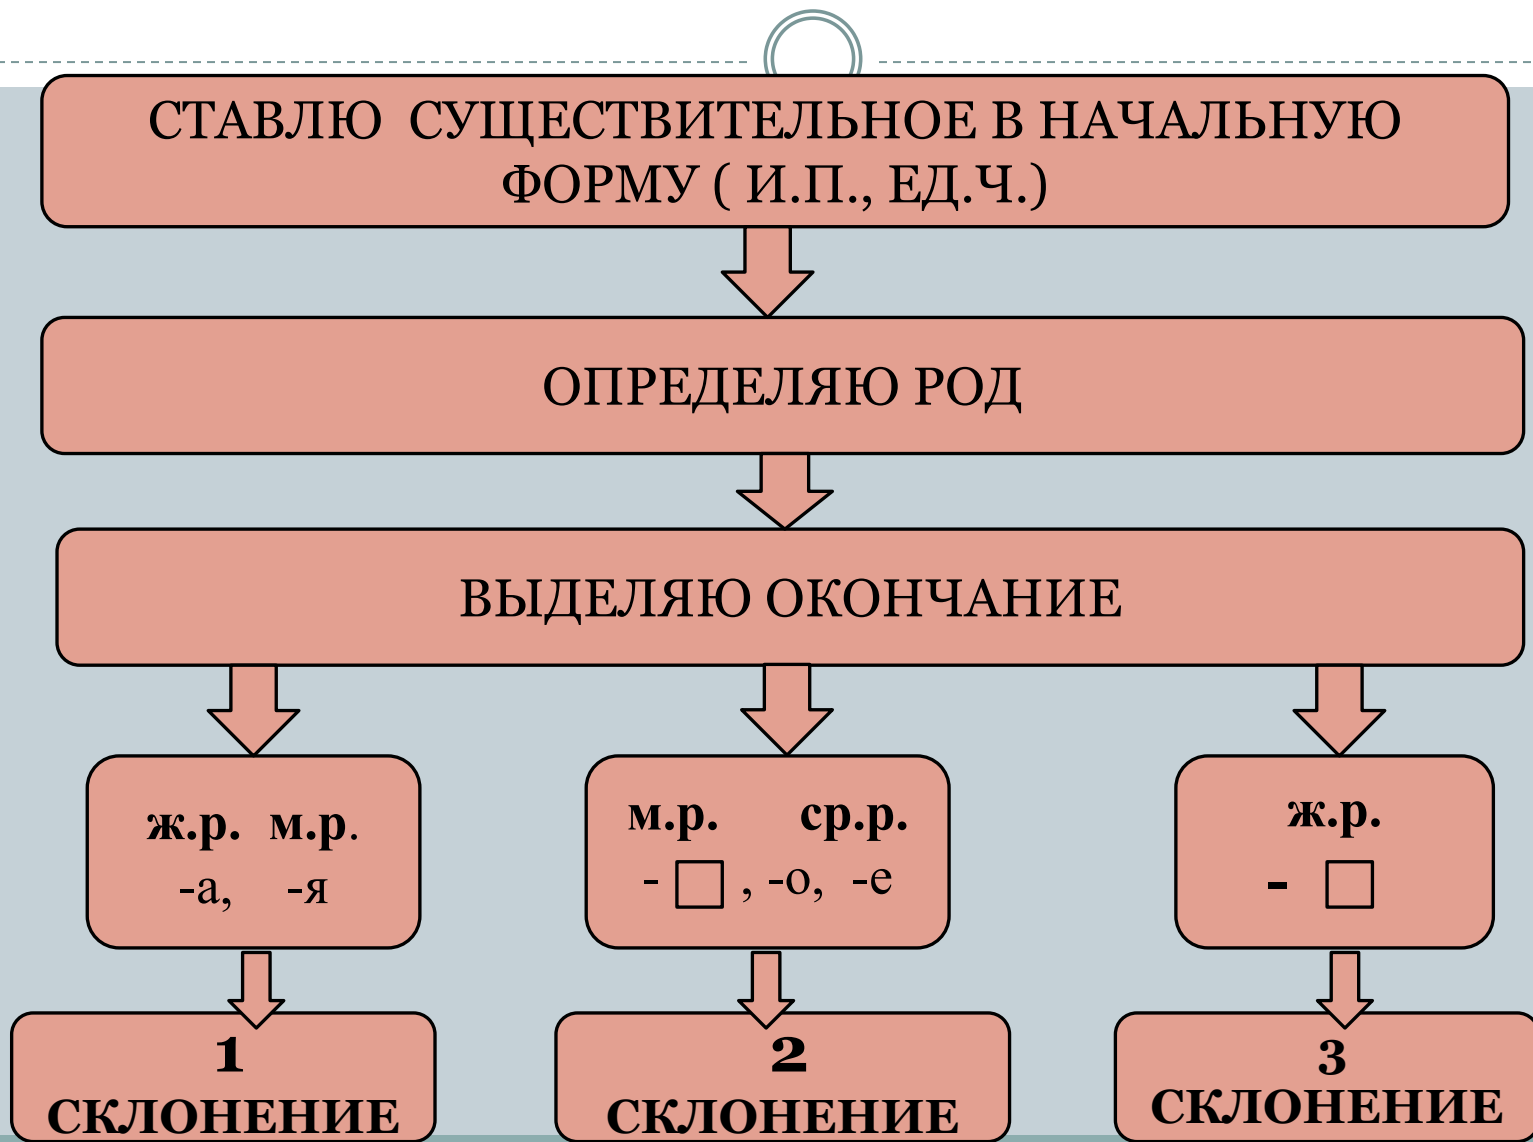 СТАВЛЮ СУЩЕСТВИТЕЛЬНОЕ В НАЧАЛЬНУЮ
ФОРМУ ( И.П., ЕД.Ч.)
ОПРЕДЕЛЯЮ РОД
ВЫДЕЛЯЮ ОКОНЧАНИЕ
ж.р. м.р.
-а, -я
м.р. ср.р.
- □ , -о, -е
ж.р.
- □
1
СКЛОНЕНИЕ
2
СКЛОНЕНИЕ
3
СКЛОНЕНИЕ